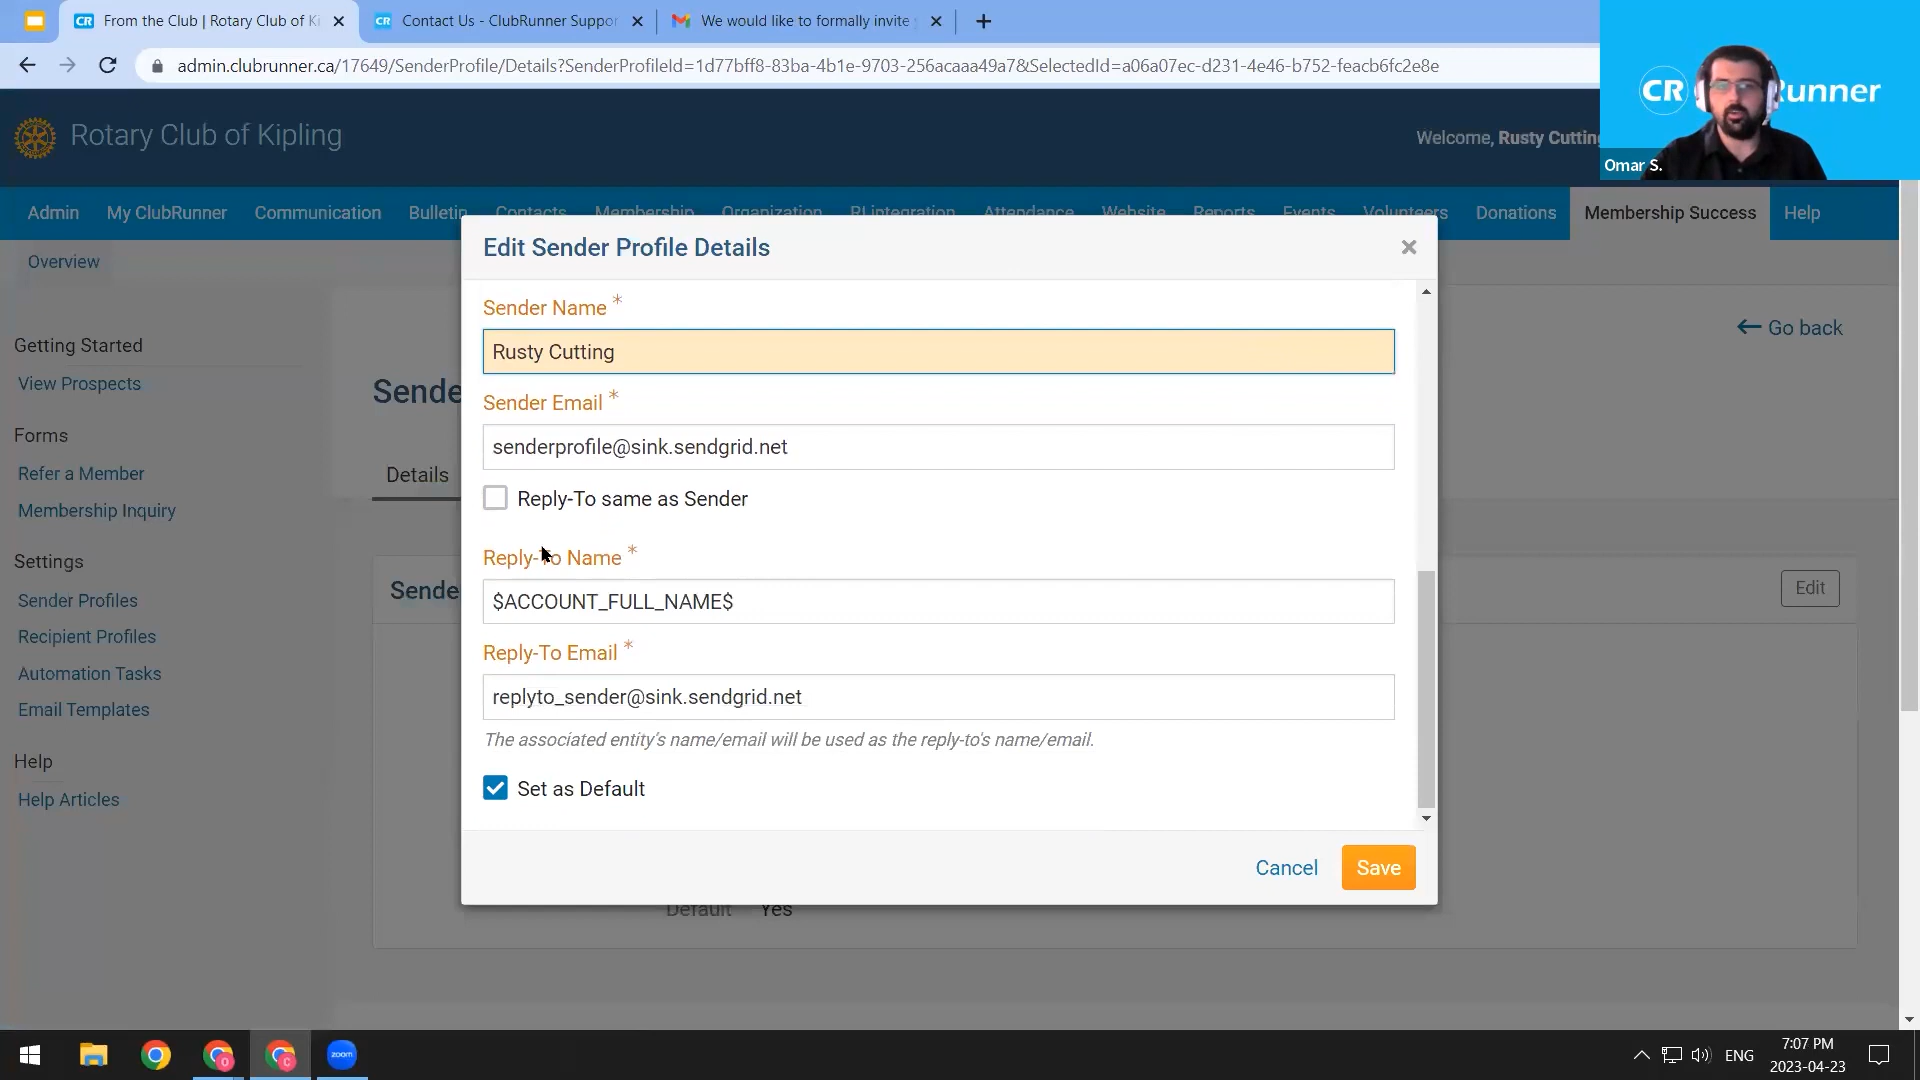 From the Club | Rotary Club of Ki
Contact Us - ClubRunner Suppor
We would like to formally invite
admin.clubrunner.ca/17649/SenderProfile/Details?SenderProfileId=1d77bff8-83ba-4b1e-9703-256acaaa49a7&SelectedId=a06a07ec-d231-4e46-b752-feacb6fc2e8e
CR unner
Omar S.
Rotary Club of Kipling
Welcome, Rusty Cutting
Admin My ClubRunner Communication Bulletin Contacts Membership Organization RI Integration Attendance Website Reports Events Volunteers Donations Membership Success Help
Overview
Go back
Getting Started
View Prospects
Forms
Refer a Member
Membership Inquiry
Settings
Sender Profiles
Recipient Profiles
Automation Tasks
Email Templates
Help
Help Articles
Sende
Details
Sende
Edit
Edit Sender Profile Details
×
Sender Name *
Rusty Cutting
Sender Email *
senderprofile@sink.sendgrid.net
Reply-To same as Sender
Reply-To Name *
$ACCOUNT_FULL_NAME$
Reply-To Email *
replyto_sender@sink.sendgrid.net
The associated entity's name/email will be used as the reply-to's name/email.
Set as Default
Cancel Save
Default Yes
zoom
ENG
7:07 PM
2023-04-23